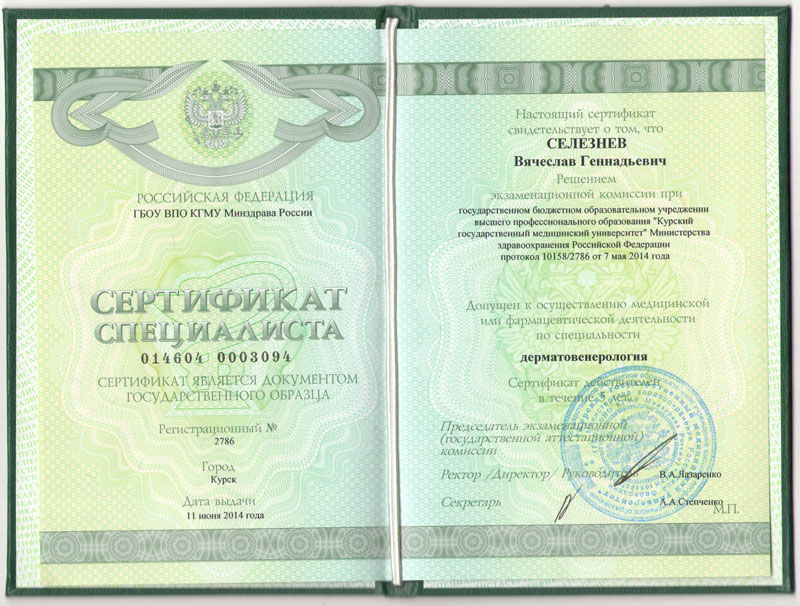 РОССИЙСКАЯ ФЕДЕРАЦИЯ
ГБОУ ВПО КГМУ Минздрава России
СЕРТИФИКАТ
СПЕЦИАЛИСТА
014604 0003094
СЕРТИФИКАТ ЯВЛЯЕТСЯ ДОКУМЕНТОМ
ГОСУДАРСТВЕННОГО ОБРАЗЦА
Регистрационный №
2786
Город
Курск
Дата выдачи
11 июня 2014 года
Настоящий сертификат
свидетельствует о том, что
СЕЛЕЗНЕВ
Вячеслав Геннадьевич
Решением
экзаменационной комиссии при
государственном бюджетном образовательном учреждении
высшего профессионального образования "Курский
государственный медицинский университет" Министерства
здравоохранения Российской Федерации
протокол 10158/2786 от 7 мая 2014 года
Допущен к осуществлению медицинской
или фармацевтической деятельности
по специальности
дерматовенерология
Сертификат действителен
в течение 5 лет.
Председатель экзаменационной
(государственной аттестационной)
комиссии
Ректор /Директор/ Руководитель В.А.Лазаренко
Секретарь А.А.Степченко
М.П.